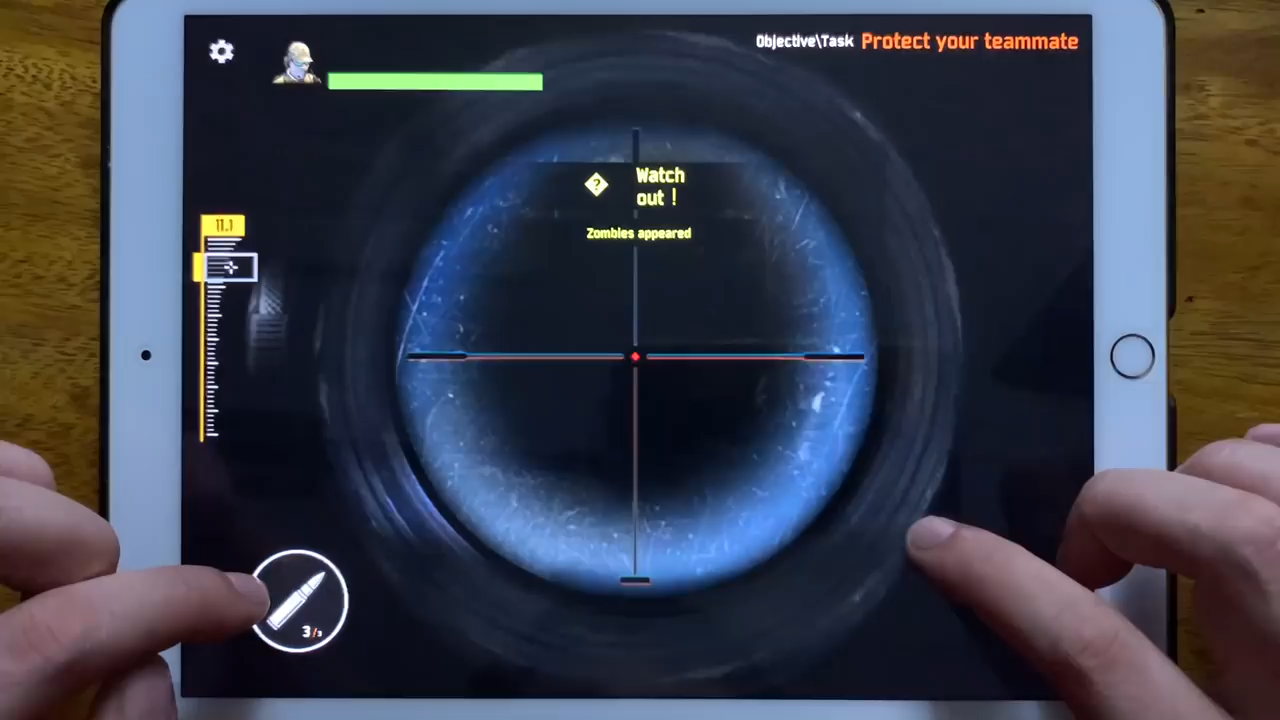 Objective\Task Protect your teammate
?
Watch
out !
Zombies appeared
11.1
3/3